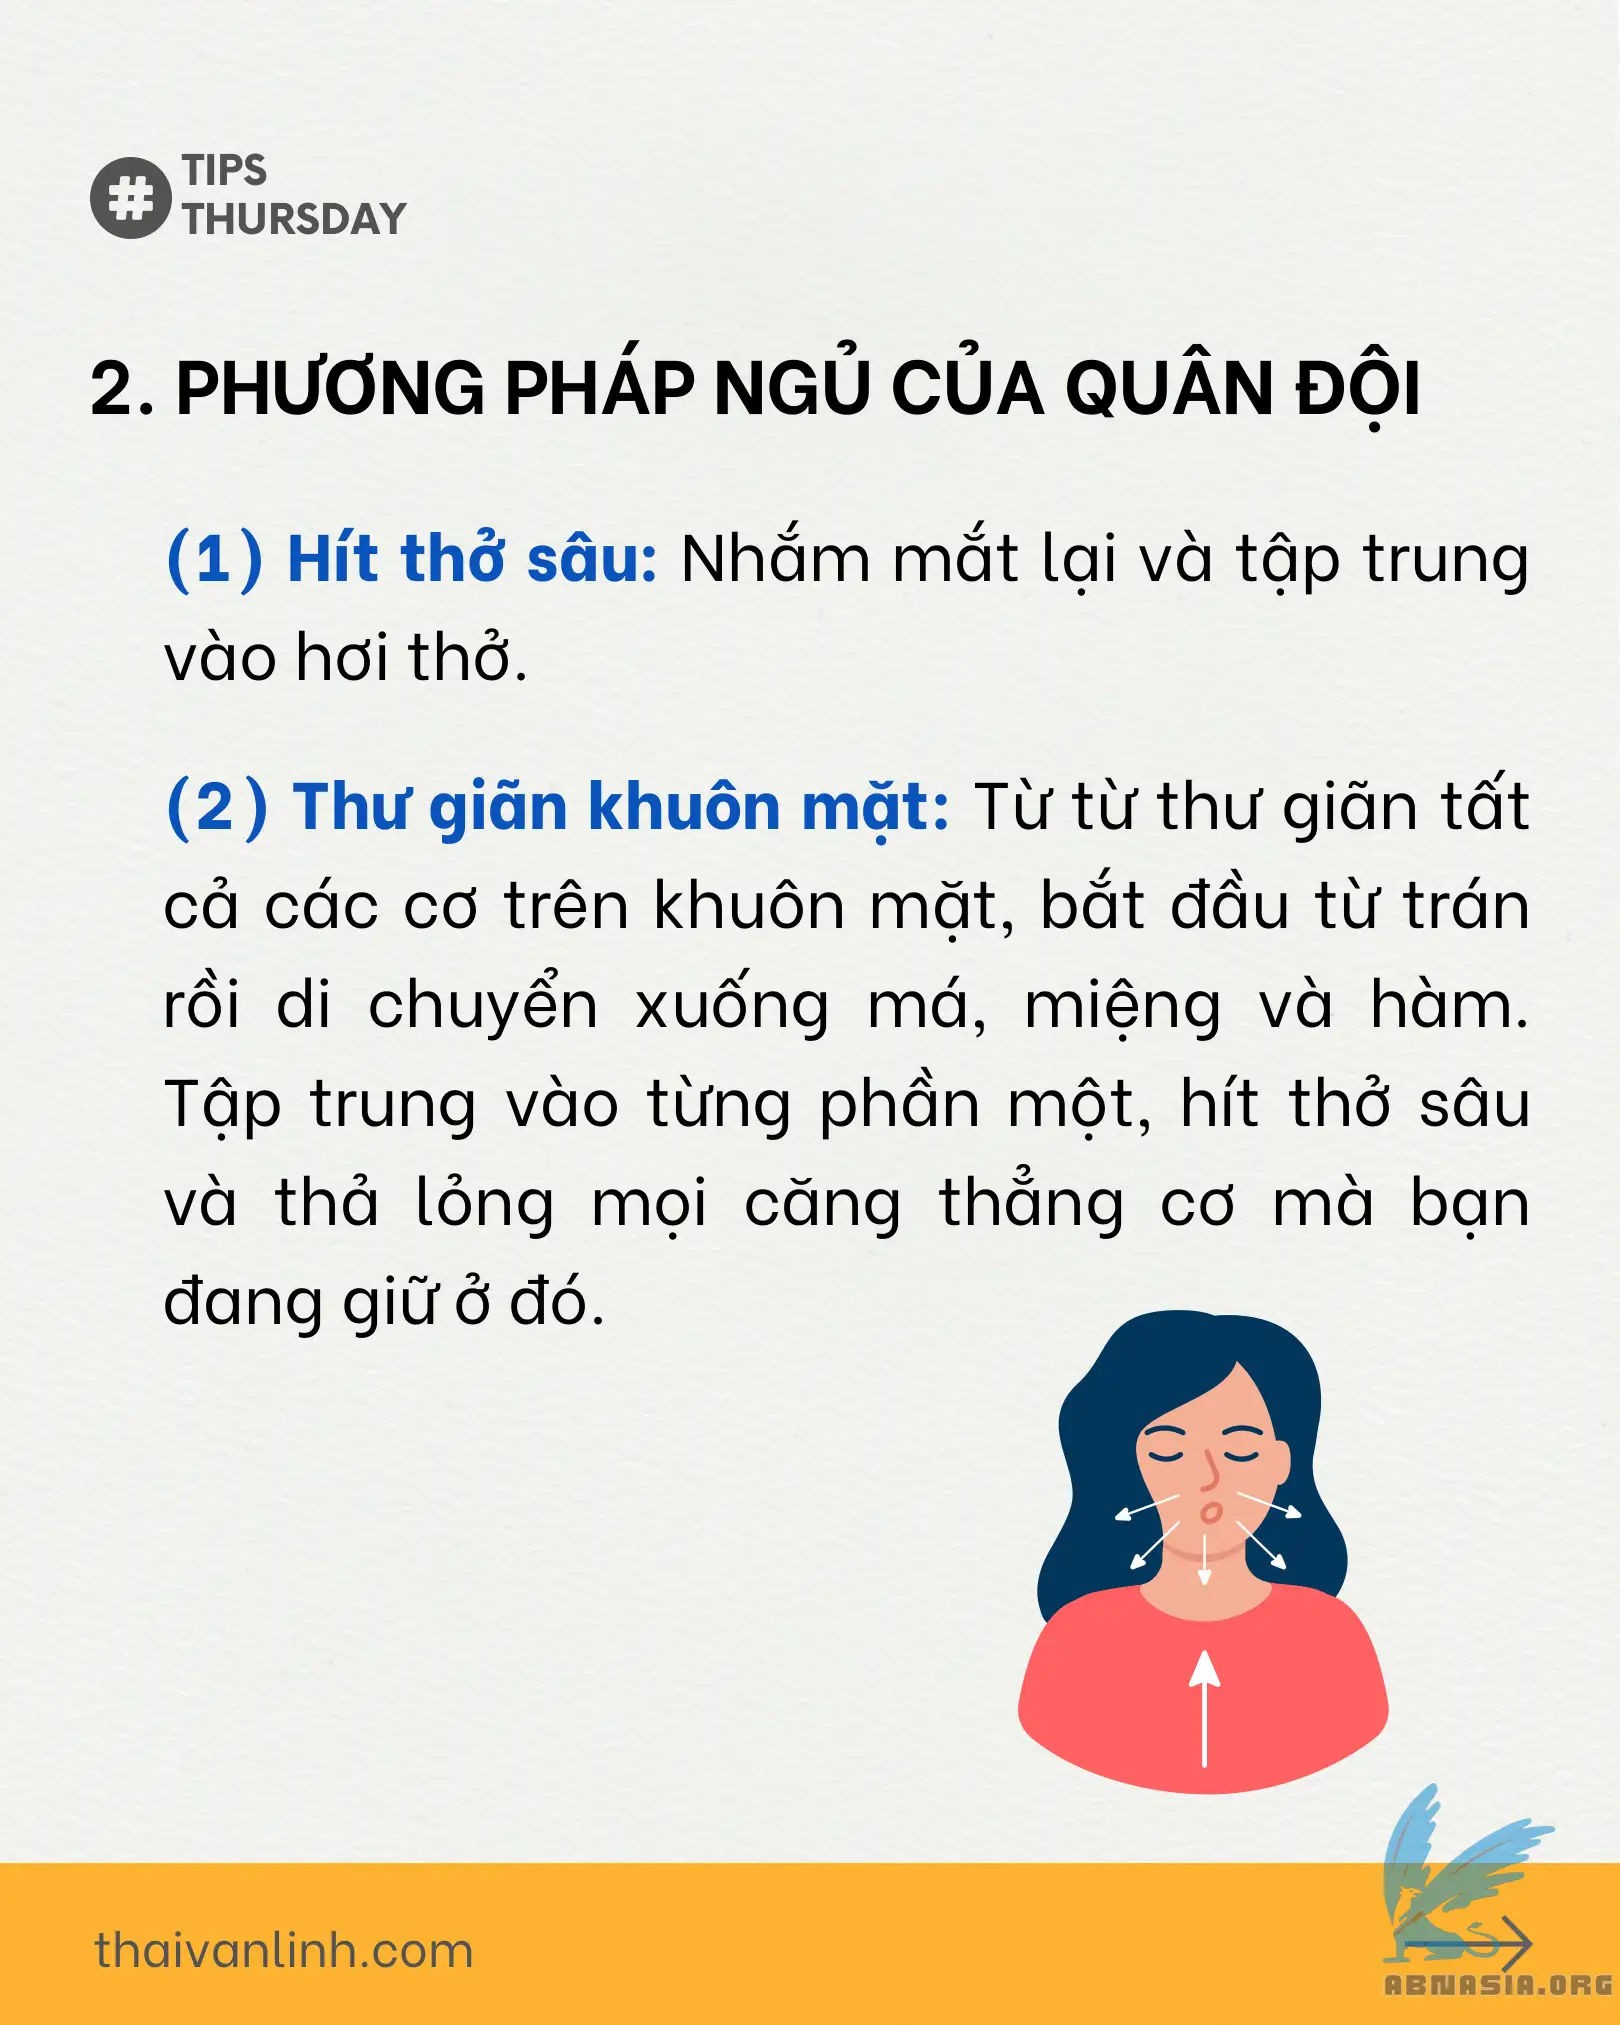 #
TIPS
THURSDAY
2. PHƯƠNG PHÁP NGỦ CỦA QUÂN ĐỘI
(1) Hít thở sâu: Nhắm mắt lại và tập trung
vào hơi thở.
(2) Thư giãn khuôn mặt: Từ từ thư giãn tất
cả các cơ trên khuôn mặt, bắt đầu từ trán
rồi di chuyển xuống má, miệng và hàm.
Tập trung vào từng phần một, hít thở sâu
và thả lỏng mọi căng thẳng cơ mà bạn
đang giữ ở đó.
thaivanlinh.com
ABNASIA.ORG